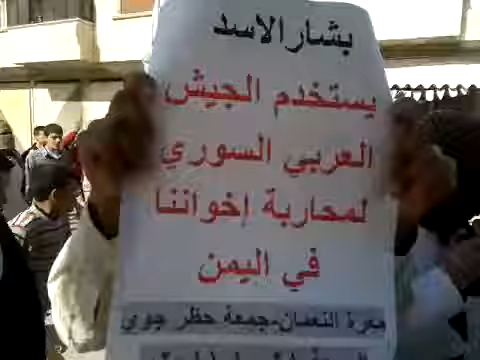 بشار الاسد
يستخدم الجيش
العربي السوري
لمحاربة إخواننا
في اليمن
معرة النعمان-جمعة حظر جوي